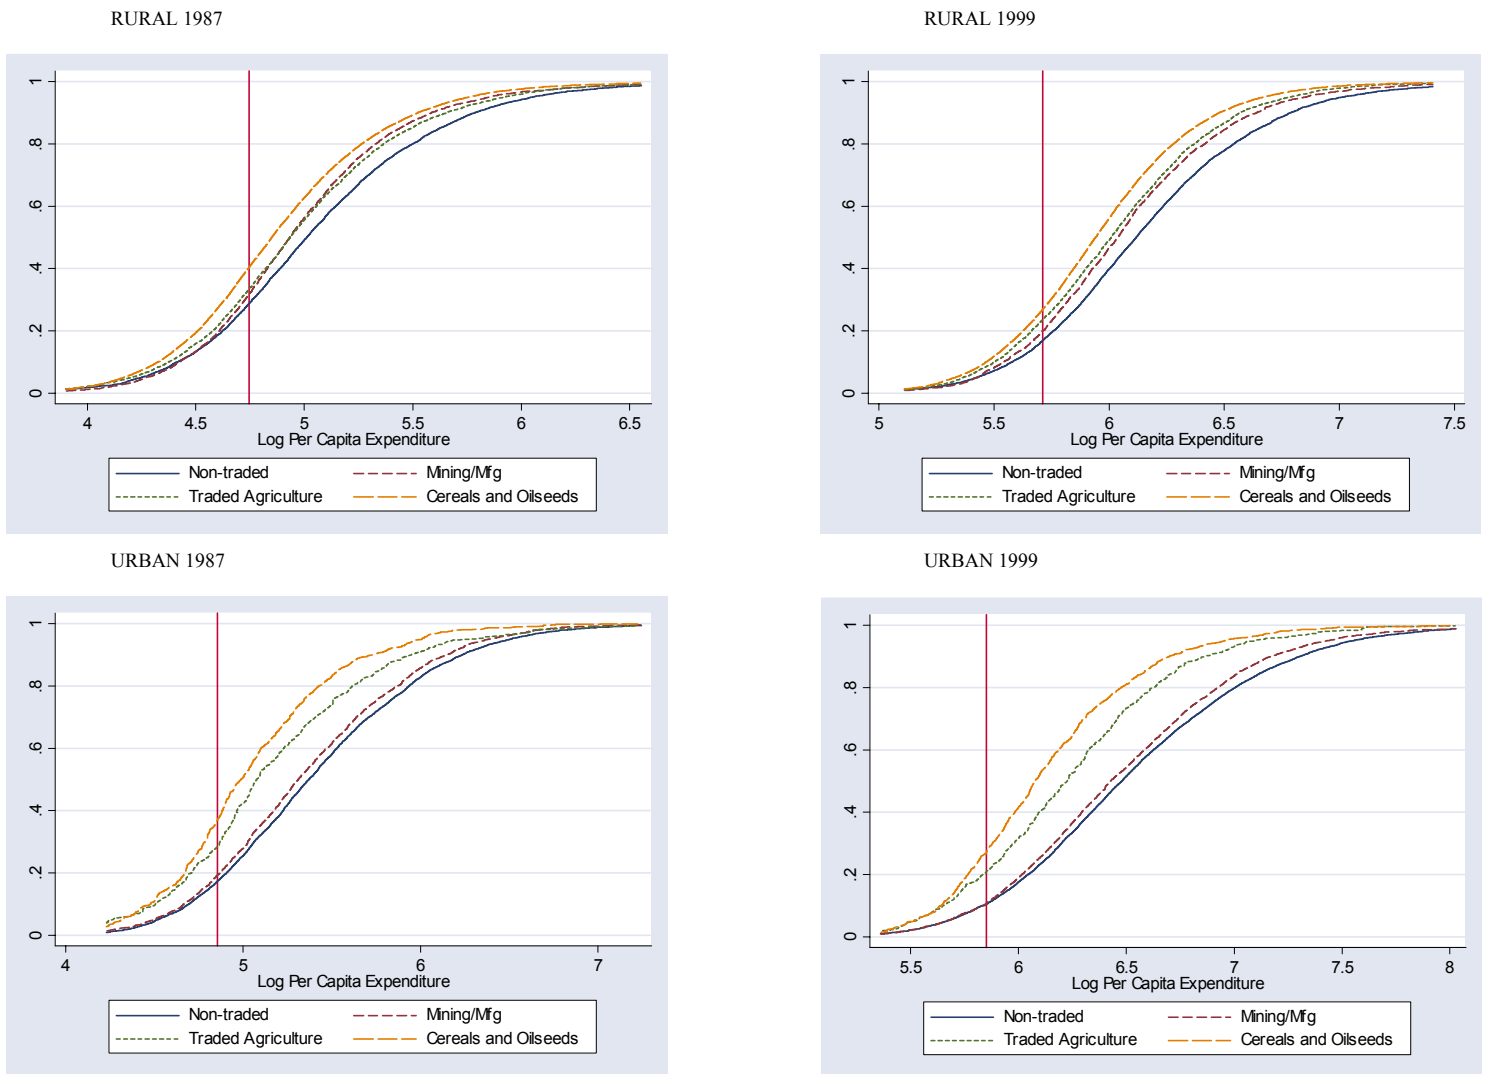 RURAL 1987
1
.8
.6
.4
.2
0
4 4.5 5 5.5 6 6.5
Log Per Capita Expenditure
Non-traded Mining/Mfg
Traded Agriculture Cereals and Oilseeds
RURAL 1999
1
.8
.6
.4
.2
0
5 5.5 6 6.5 7 7.5
Log Per Capita Expenditure
Non-traded Mining/Mfg
Traded Agriculture Cereals and Oilseeds
URBAN 1987
1
.8
.6
.4
.2
0
4 5 6 7
Log Per Capita Expenditure
Non-traded Mining/Mfg
Traded Agriculture Cereals and Oilseeds
URBAN 1999
1
.8
.6
.4
.2
0
5.5 6 6.5 7 7.5 8
Log Per Capita Expenditure
Non-traded Mining/Mfg
Traded Agriculture Cereals and Oilseeds